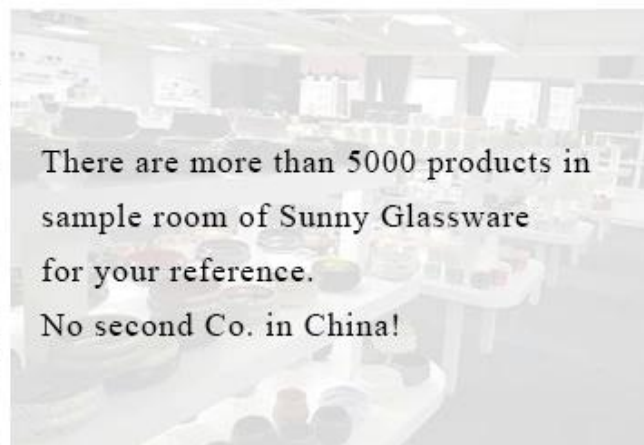 There are more than 5000 products in
sample room of Sunny Glassware
for your reference.
No second Co. in China!